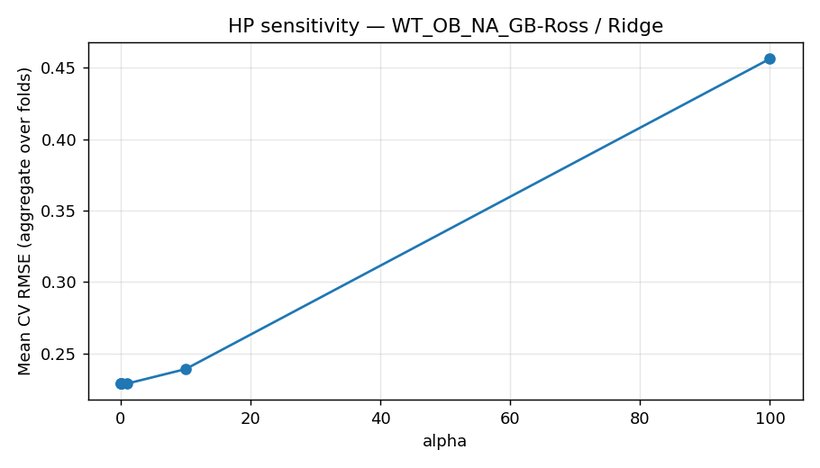 HP sensitivity — WT_OB_NA_GB-Ross / Ridge
Mean CV RMSE (aggregate over folds)
0.45
0.40
0.35
0.30
0.25
0 20 40 60 80 100
alpha